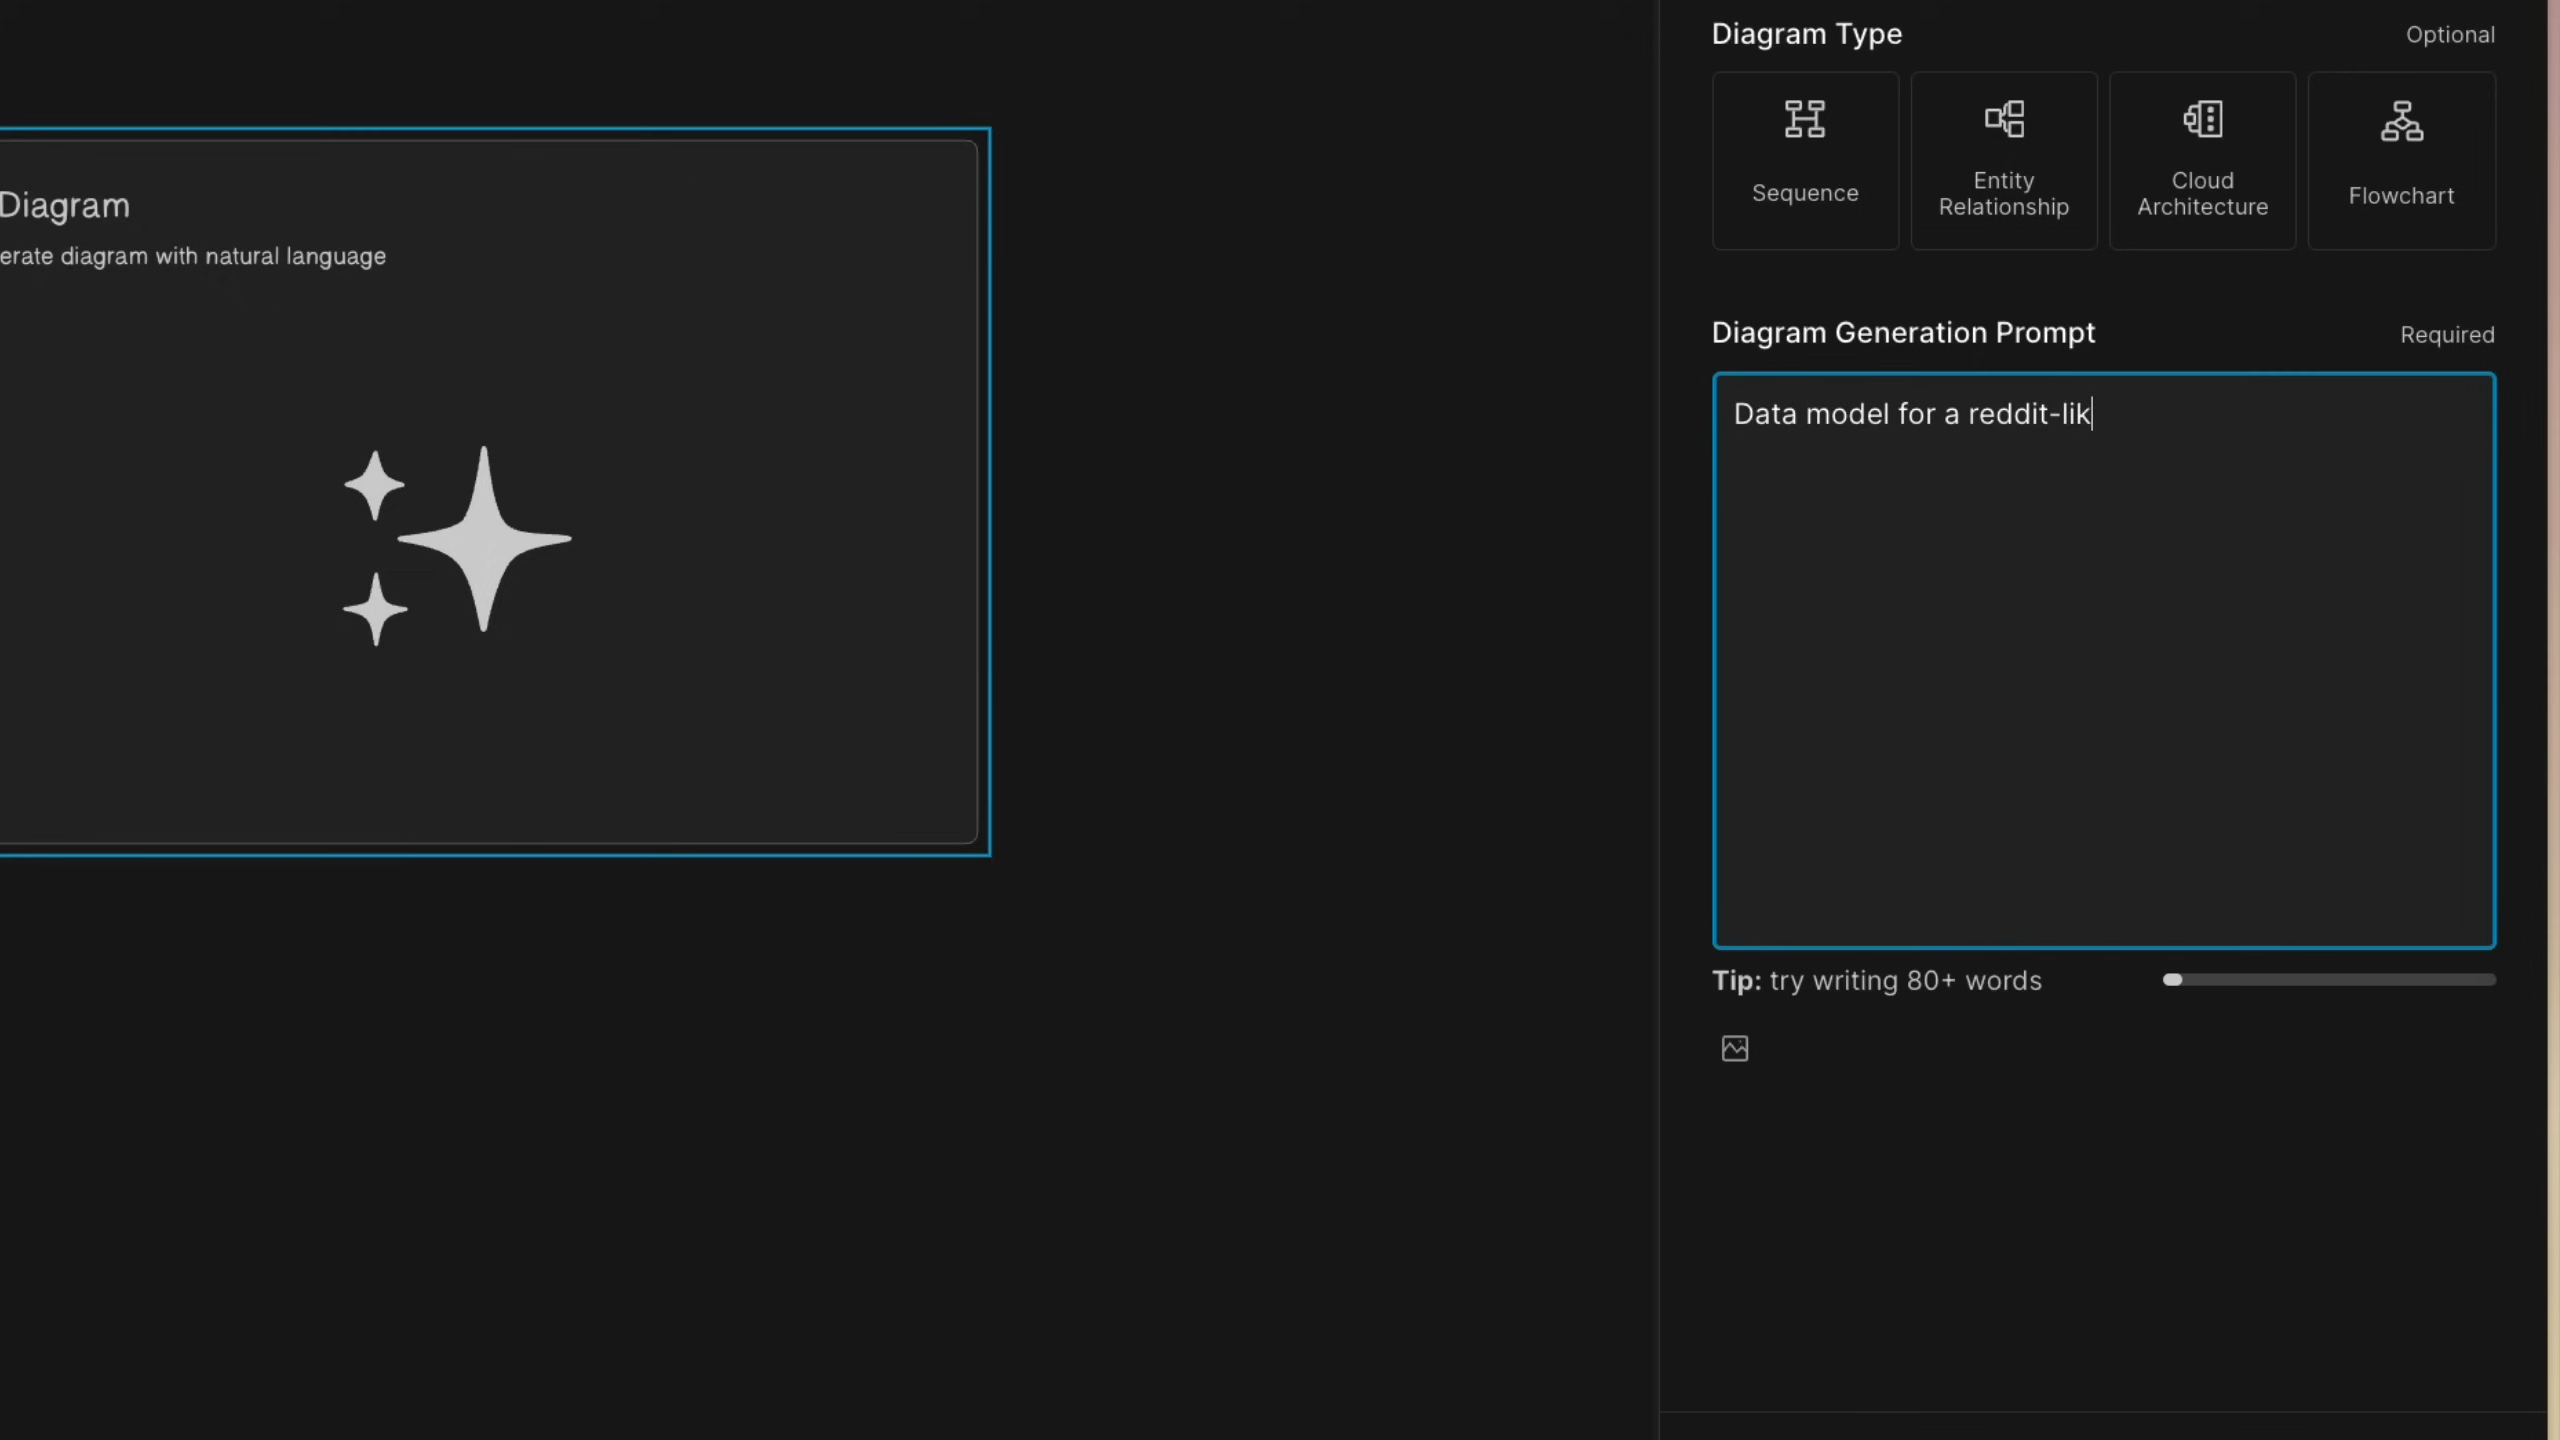 Diagram
erate diagram with natural language
Diagram Type
Optional
Sequence
Entity
Relationship
Cloud
Architecture
Flowchart
Diagram Generation Prompt
Required
Data model for a reddit-lik
Tip: try writing 80+ words